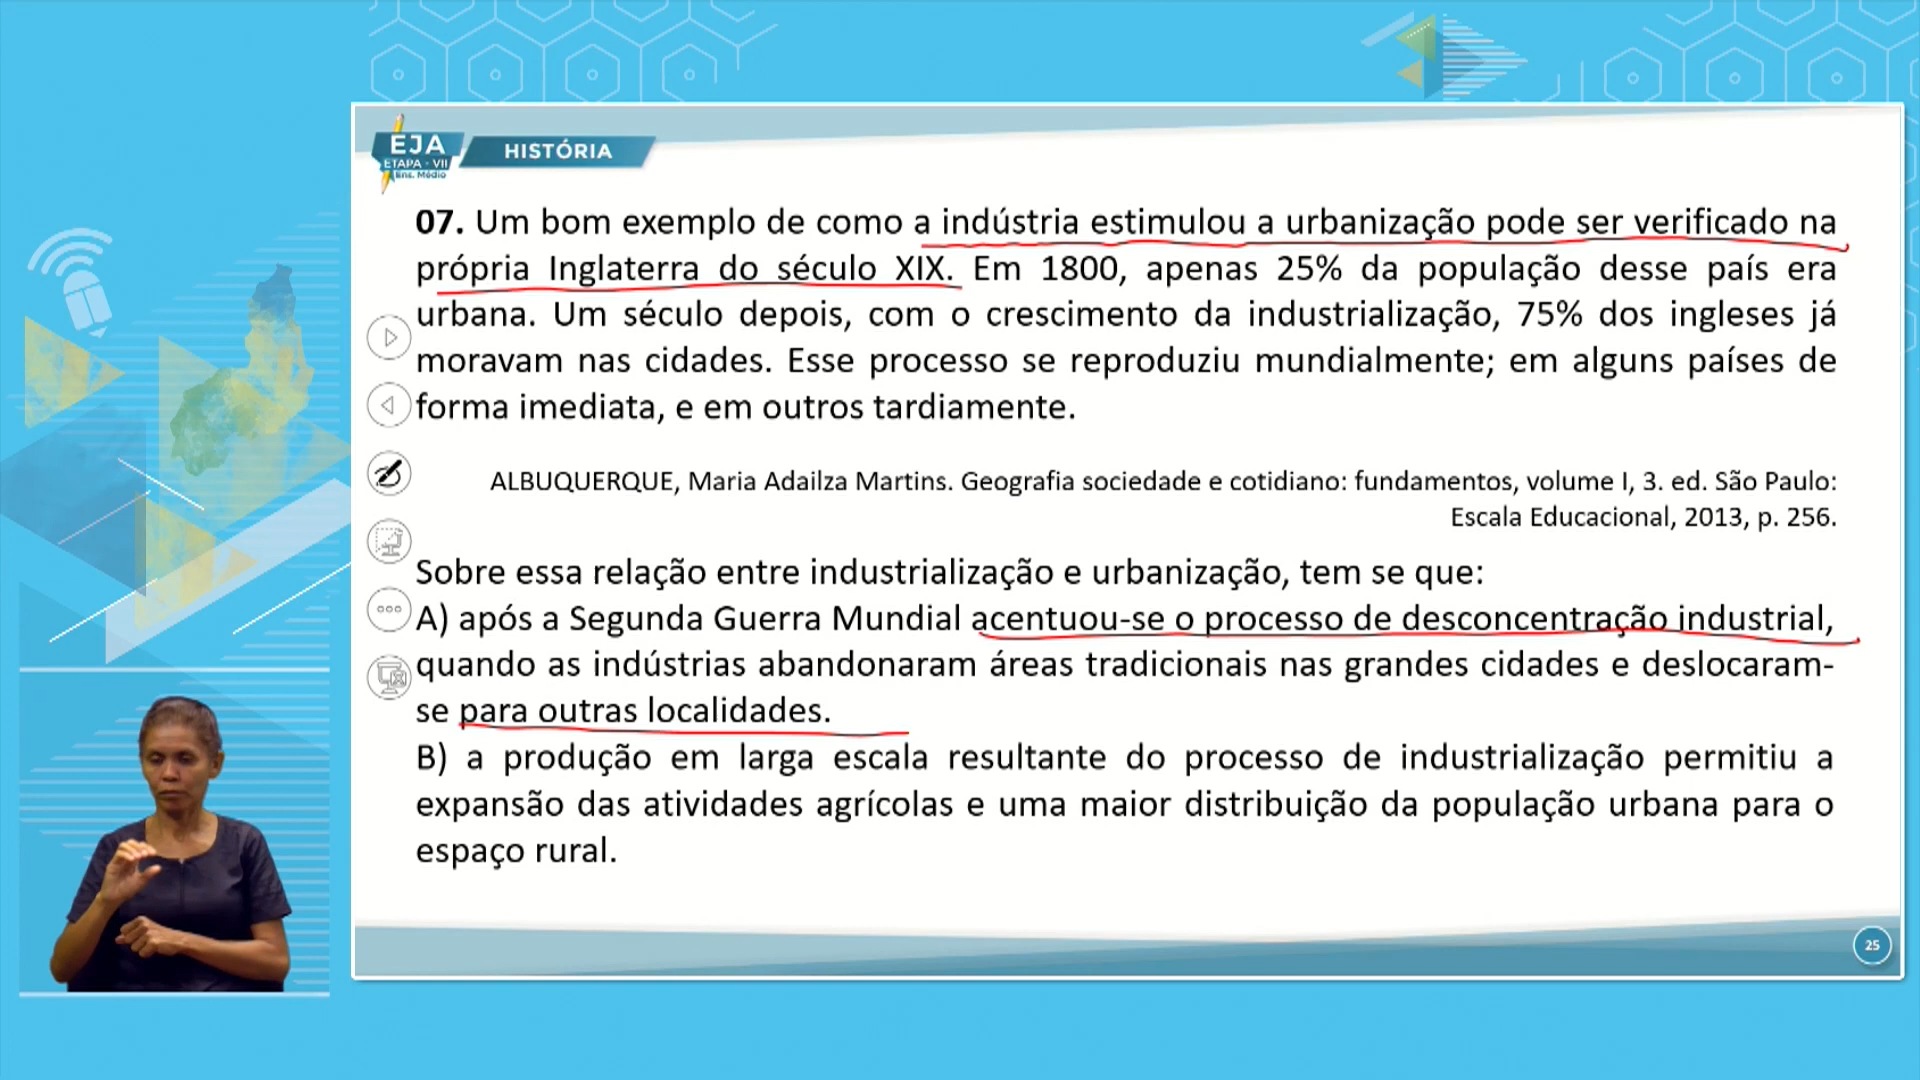 EJA
ETAPA - VII
Ens. Médio
HISTÓRIA
07. Um bom exemplo de como a indústria estimulou a urbanização pode ser verificado na
própria Inglaterra do século XIX. Em 1800, apenas 25% da população desse país era
urbana. Um século depois, com o crescimento da industrialização, 75% dos ingleses já
moravam nas cidades. Esse processo se reproduziu mundialmente; em alguns países de
forma imediata, e em outros tardiamente.
ALBUQUERQUE, Maria Adailza Martins. Geografia sociedade e cotidiano: fundamentos, volume I, 3. ed. São Paulo:
Escala Educacional, 2013, p. 256.
Sobre essa relação entre industrialização e urbanização, tem se que:
A) após a Segunda Guerra Mundial acentuou-se o processo de desconcentração industrial,
quando as indústrias abandonaram áreas tradicionais nas grandes cidades e deslocaram-
se para outras localidades.
B) a produção em larga escala resultante do processo de industrialização permitiu a
expansão das atividades agrícolas e uma maior distribuição da população urbana para o
espaço rural.
25